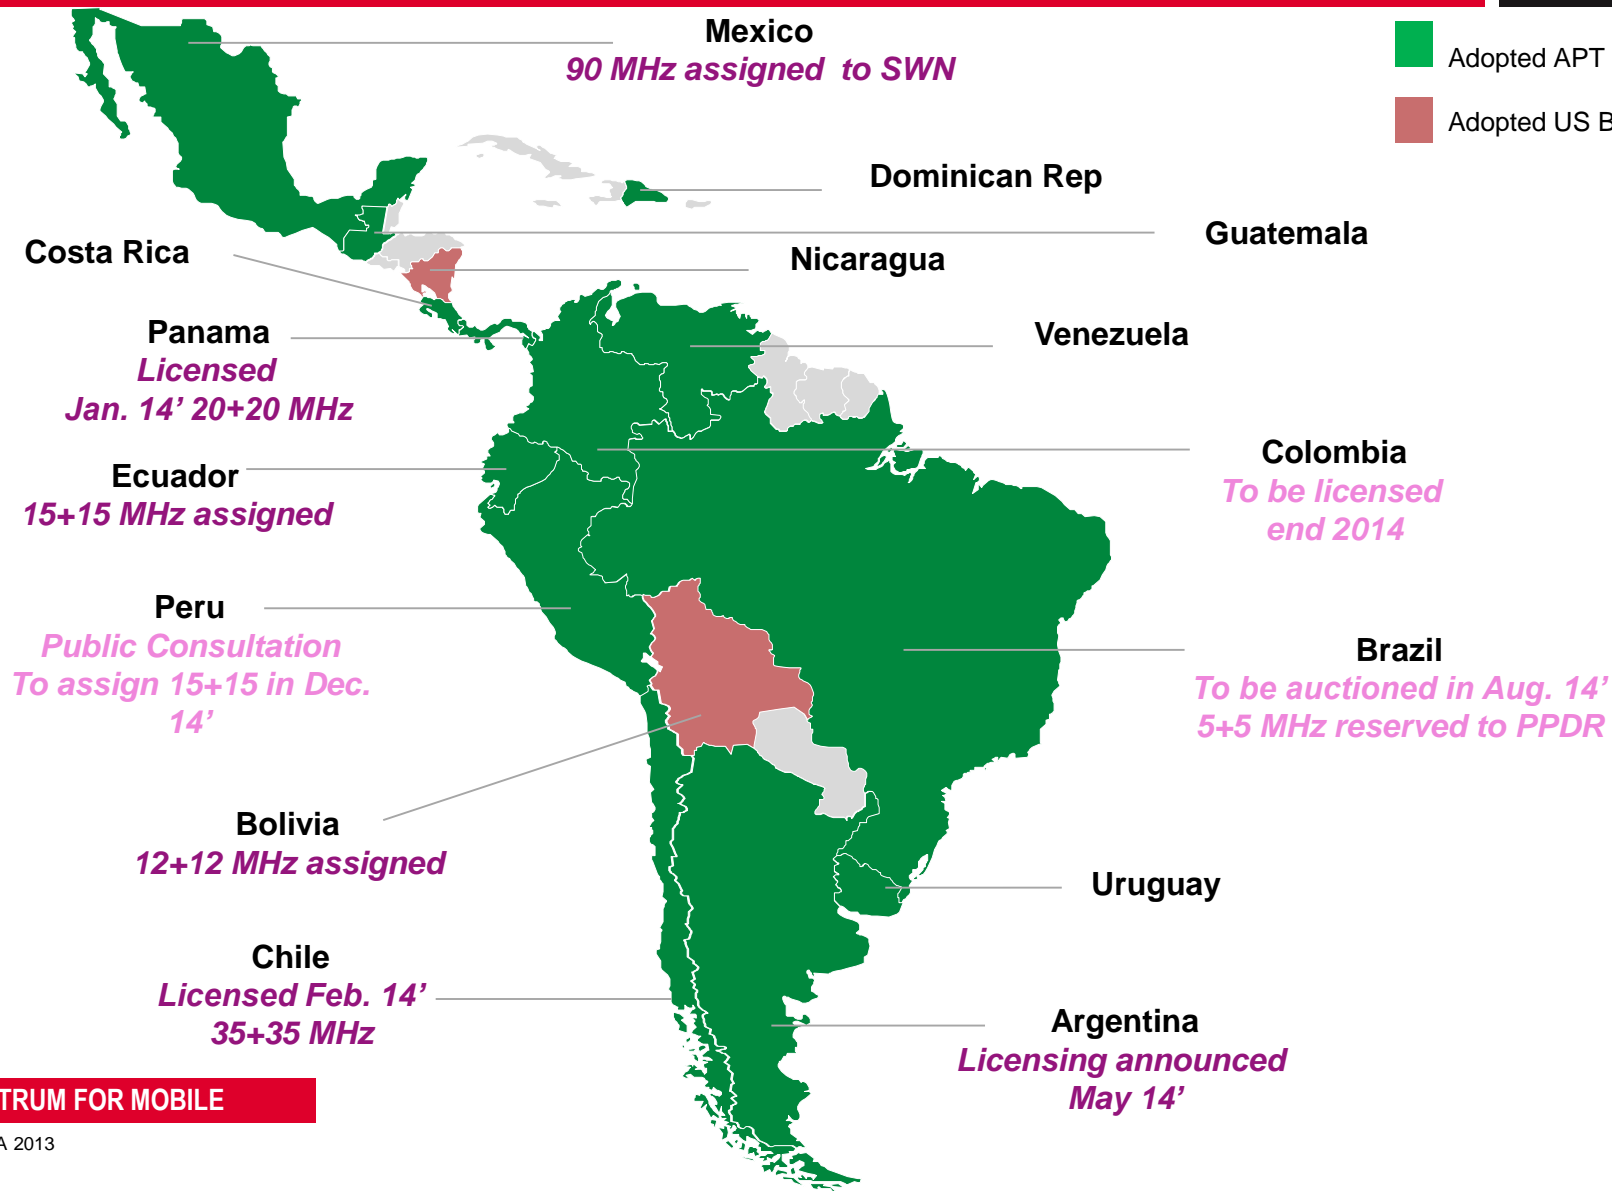 Mexico
90 MHz assigned to SWN
Adopted APT
Adopted US B
Dominican Rep
Guatemala
Costa Rica
Nicaragua
Panama
Licensed
Jan. 14’ 20+20 MHz
Venezuela
Ecuador
15+15 MHz assigned
Colombia
To be licensed
end 2014
Peru
Public Consultation
To assign 15+15 in Dec.
14’
Brazil
To be auctioned in Aug. 14’
5+5 MHz reserved to PPDR
Bolivia
12+12 MHz assigned
Uruguay
Chile
Licensed Feb. 14’
35+35 MHz
Argentina
Licensing announced
May 14’
TRUM FOR MOBILE
A 2013